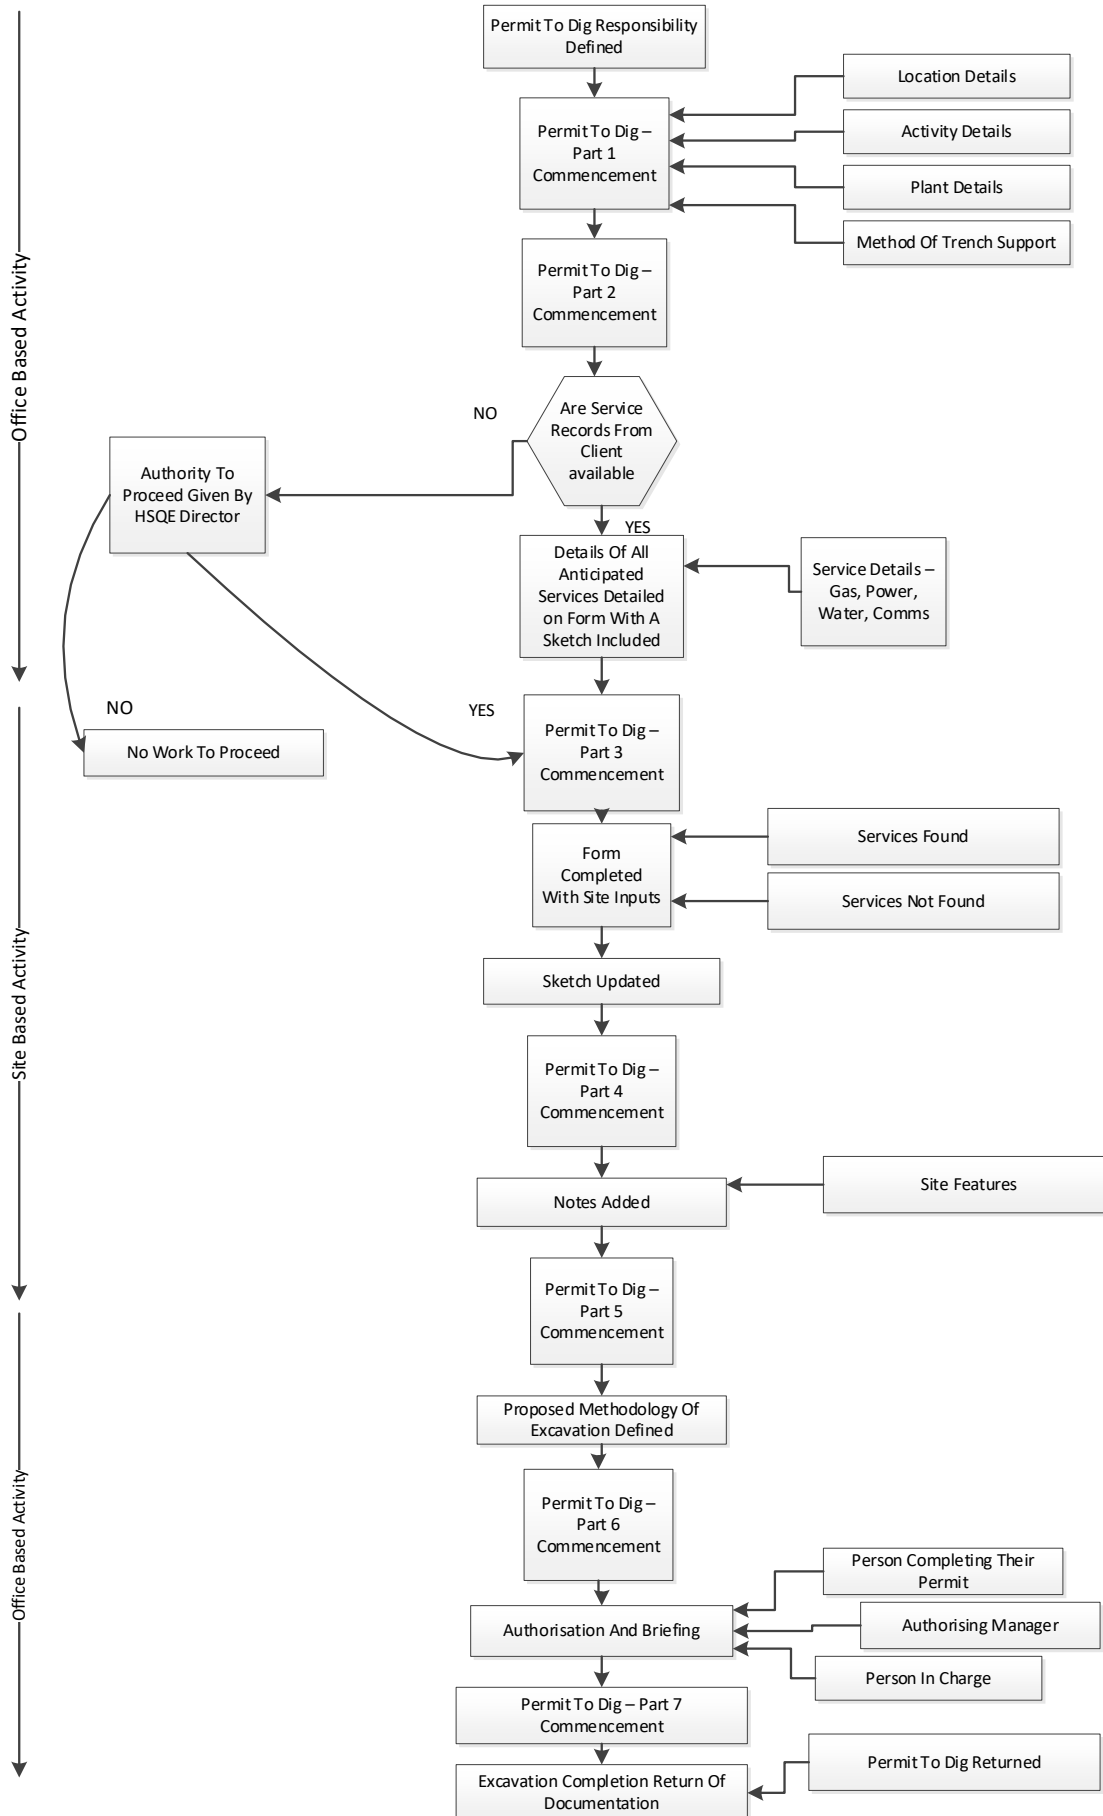 Permit To Dig Responsibility
Defined
Location Details
Permit To Dig –
Part 1
Commencement
Activity Details
Plant Details
Method Of Trench Support
Permit To Dig –
Part 2
Commencement
Office Based Activity
Are Service
Records From
Client
available
NO
Authority To
Proceed Given By
HSQE Director
YES
Details Of All
Anticipated
Services Detailed
on Form With A
Sketch Included
Service Details –
Gas, Power,
Water, Comms
NO
YES
No Work To Proceed
Permit To Dig –
Part 3
Commencement
Form
Completed
With Site Inputs
Services Found
Services Not Found
Site Based Activity
Sketch Updated
Permit To Dig –
Part 4
Commencement
Notes Added
Site Features
Permit To Dig –
Part 5
Commencement
Proposed Methodology Of
Excavation Defined
Permit To Dig –
Part 6
Commencement
Office Based Activity
Person Completing Their
Permit
Authorisation And Briefing
Authorising Manager
Person In Charge
Permit To Dig – Part 7
Commencement
Permit To Dig Returned
Excavation Completion Return Of
Documentation